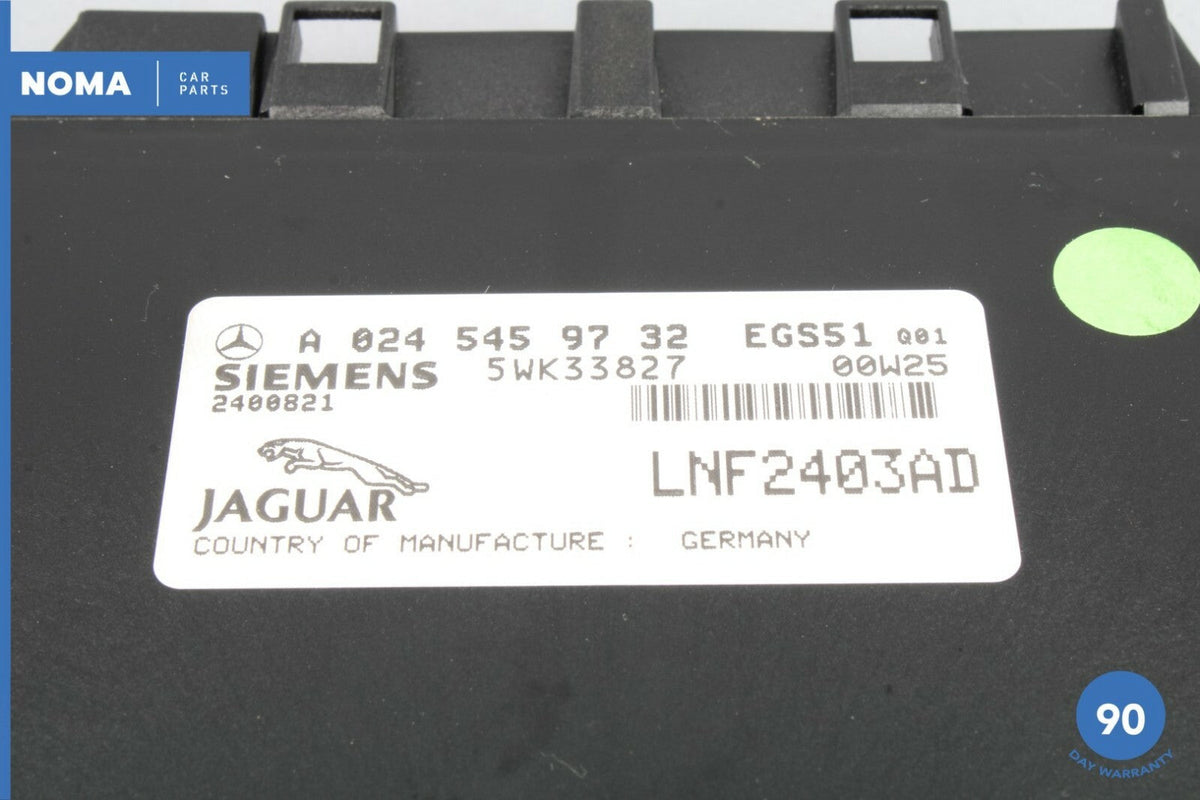 NOMA CAR PARTS
A 024 545 97 32 EGS51 Q01
SIEMENS 5WK33827 00W25
2400821
JAGUAR
LNF2403AD
COUNTRY OF MANUFACTURE : GERMANY
90
DAY WARRANTY